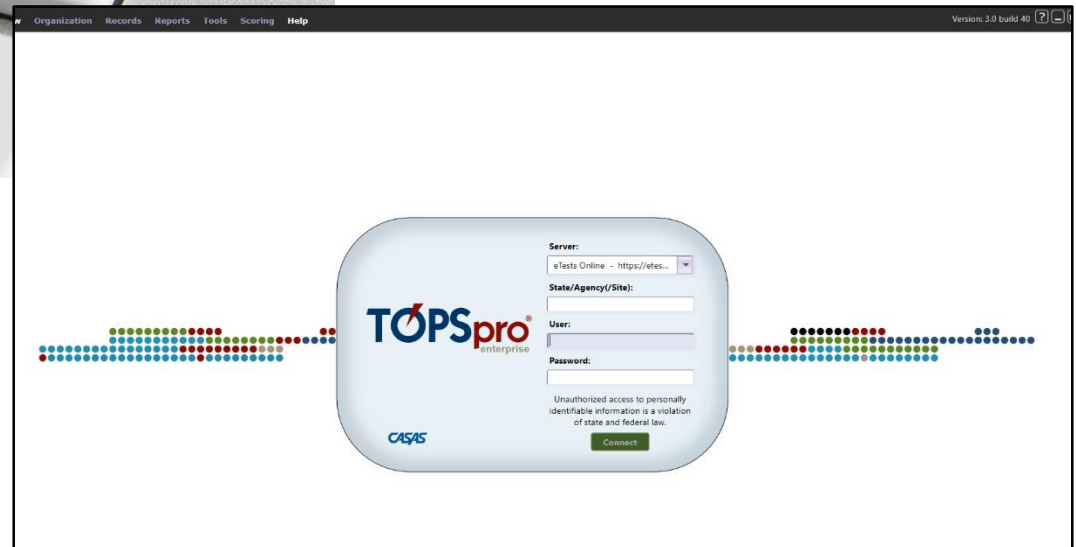 w Organization Records Reports Tools Scoring Help
Version: 3.0 build 40 ?
Server:
eTests Online - https://etes...
State/Agency(/Site):
User:
Password:
TOPSpro®
enterprise
Unauthorized access to personally
identifiable information is a violation
of state and federal law.
CASAS
Connect